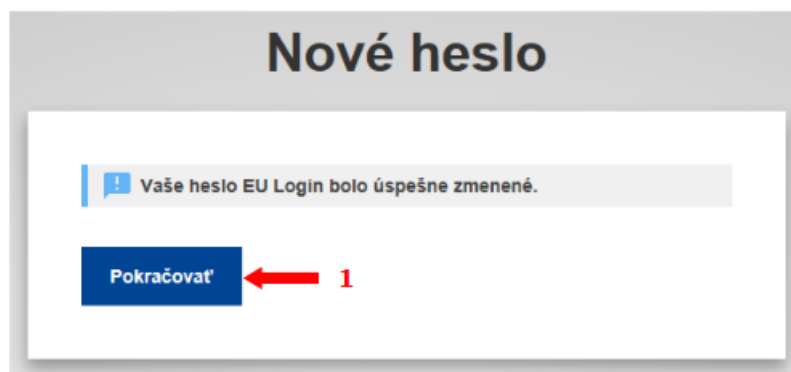 Nové heslo
Vaše heslo EU Login bolo úspešne zmenené.
Pokračovať 1